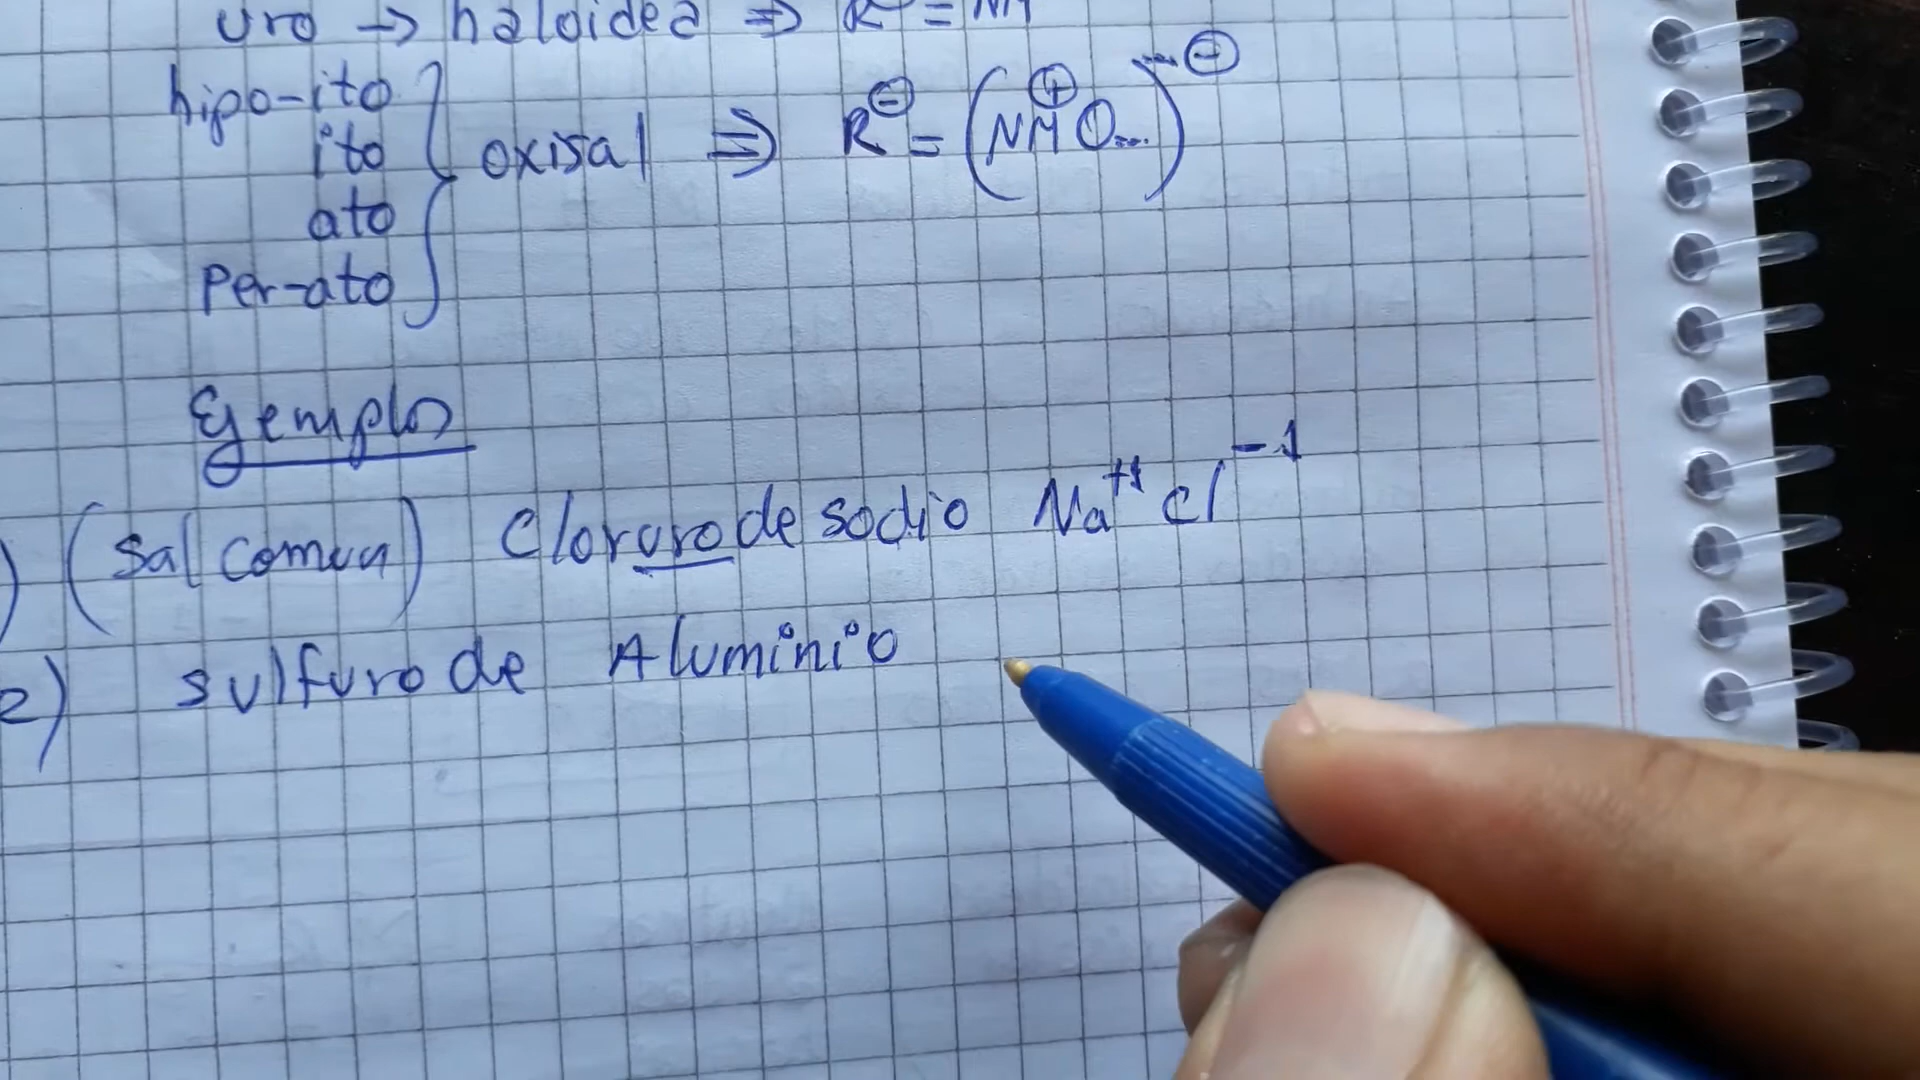 uro → haloidea ⇒ R⊖ = NM
hipo-ito
ito
oxisal ⇒ R⊖ = (NM⊕O...)⊖
ato
Per-ato
Ejemplos
) (sal comun) Cloruro de sodio Na⁺¹ Cl⁻¹
2) sulfuro de Aluminio